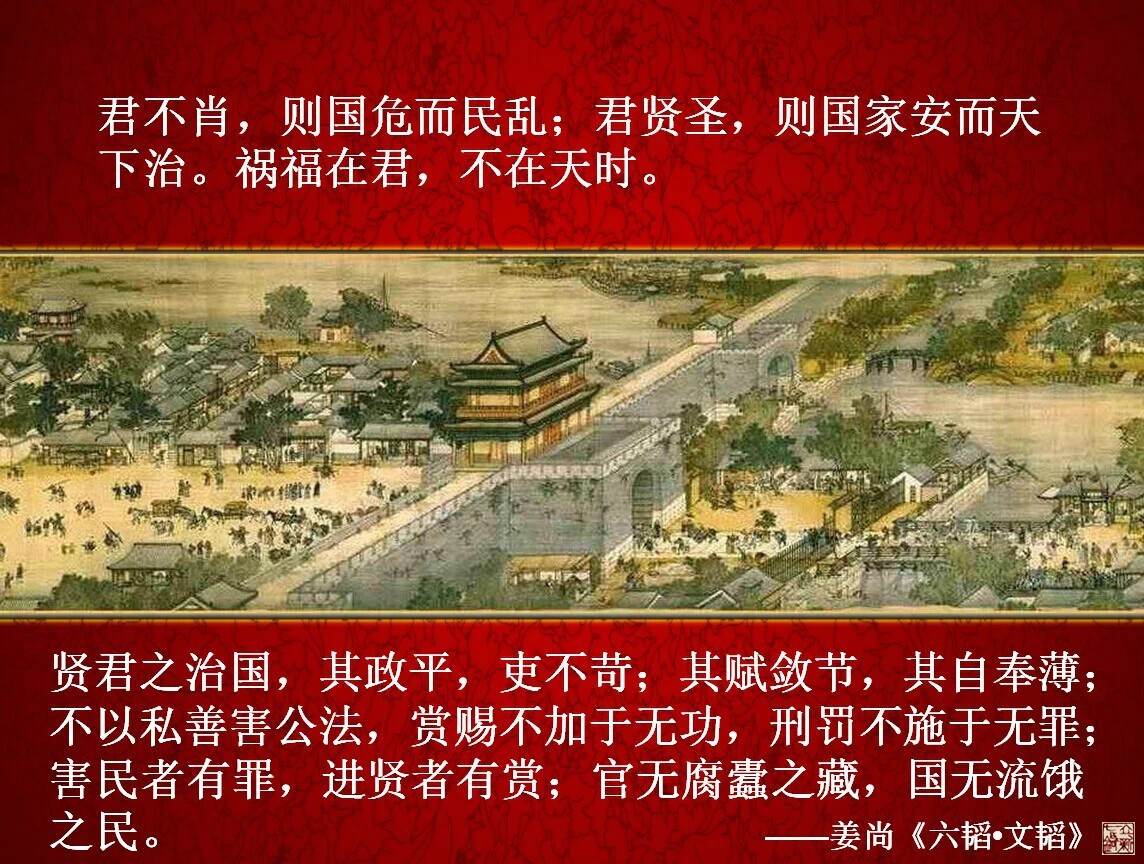 君不肖，则国危而民乱；君贤圣，则国家安而天
下治。祸福在君，不在天时。
贤君之治国，其政平，吏不苛；其赋敛节，其自奉薄；
不以私善害公法，赏赐不加于无功，刑罚不施于无罪；
害民者有罪，进贤者有赏；官无腐蠹之藏，国无流饿
之民。
——姜尚《六韬•文韬》